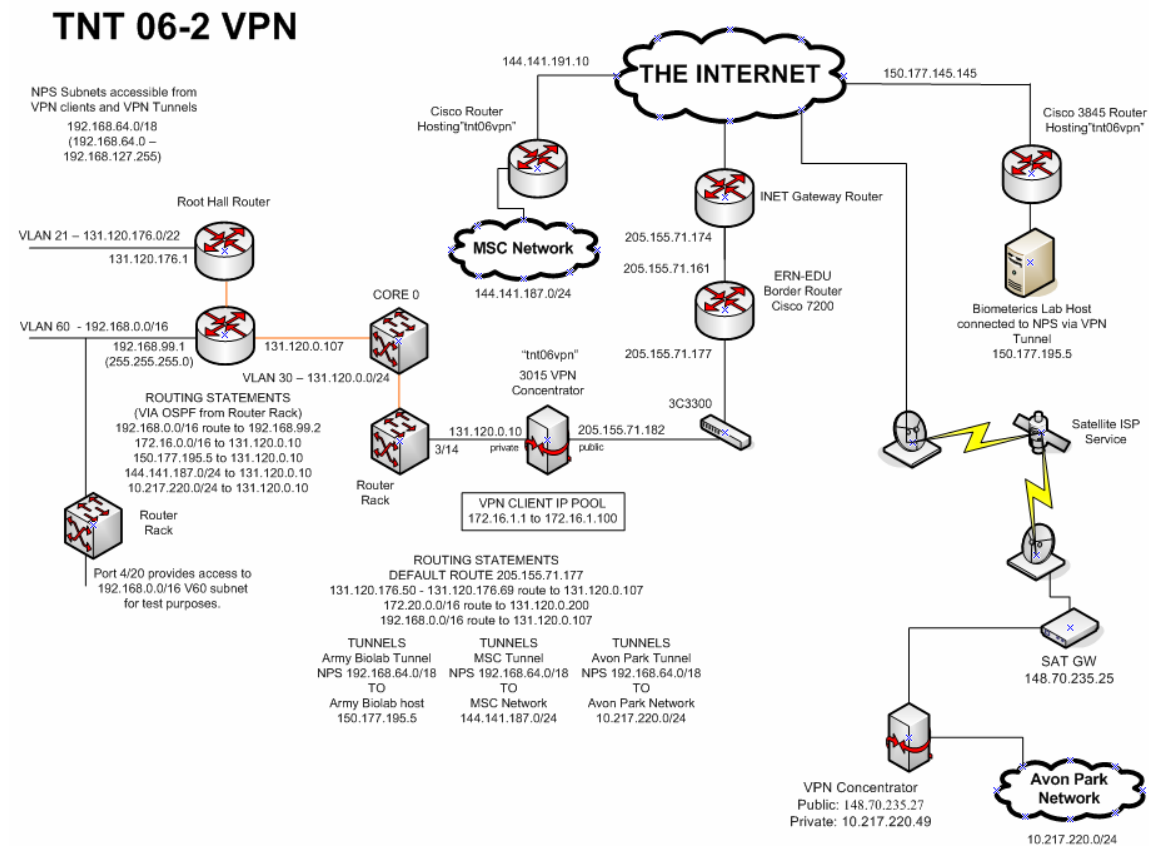 TNT 06-2 VPN
NPS Subnets accessible from
VPN clients and VPN Tunnels
192.168.64.0/18
(192.168.64.0 –
192.168.127.255)
144.141.191.10
THE INTERNET
150.177.145.145
Cisco Router
Hosting"tnt06vpn"
Cisco 3845 Router
Hosting"tnt06vpn"
Root Hall Router
INET Gateway Router
VLAN 21 – 131.120.176.0/22
131.120.176.1
205.155.71.174
MSC Network
144.141.187.0/24
205.155.71.161
ERN-EDU
Border Router
Cisco 7200
CORE 0
Biometerics Lab Host
connected to NPS via VPN
Tunnel
150.177.195.5
VLAN 60 - 192.168.0.0/16
192.168.99.1
(255.255.255.0)
131.120.0.107
205.155.71.177
"tnt06vpn"
3015 VPN
Concentrator
VLAN 30 – 131.120.0.0/24
ROUTING STATEMENTS
(VIA OSPF from Router Rack)
192.168.0.0/16 route to 192.168.99.2
172.16.0.0/16 to 131.120.0.10
150.177.195.5 to 131.120.0.10
144.141.187.0/24 to 131.120.0.10
10.217.220.0/24 to 131.120.0.10
3C3300
131.120.0.10
205.155.71.182
3/14
private
public
Satellite ISP
Service
Router
Rack
VPN CLIENT IP POOL
172.16.1.1 to 172.16.1.100
Router
Rack
Port 4/20 provides access to
192.168.0.0/16 V60 subnet
for test purposes.
ROUTING STATEMENTS
DEFAULT ROUTE 205.155.71.177
131.120.176.50 - 131.120.176.69 route to 131.120.0.107
172.20.0.0/16 route to 131.120.0.200
192.168.0.0/16 route to 131.120.0.107
TUNNELS
Army Biolab Tunnel
NPS 192.168.64.0/18
TO
Army Biolab host
150.177.195.5
TUNNELS
MSC Tunnel
NPS 192.168.64.0/18
TO
MSC Network
144.141.187.0/24
TUNNELS
Avon Park Tunnel
NPS 192.168.64.0/18
TO
Avon Park Network
10.217.220.0/24
SAT GW
148.70.235.25
VPN Concentrator
Public: 148.70.235.27
Private: 10.217.220.49
Avon Park
Network
10.217.220.0/24